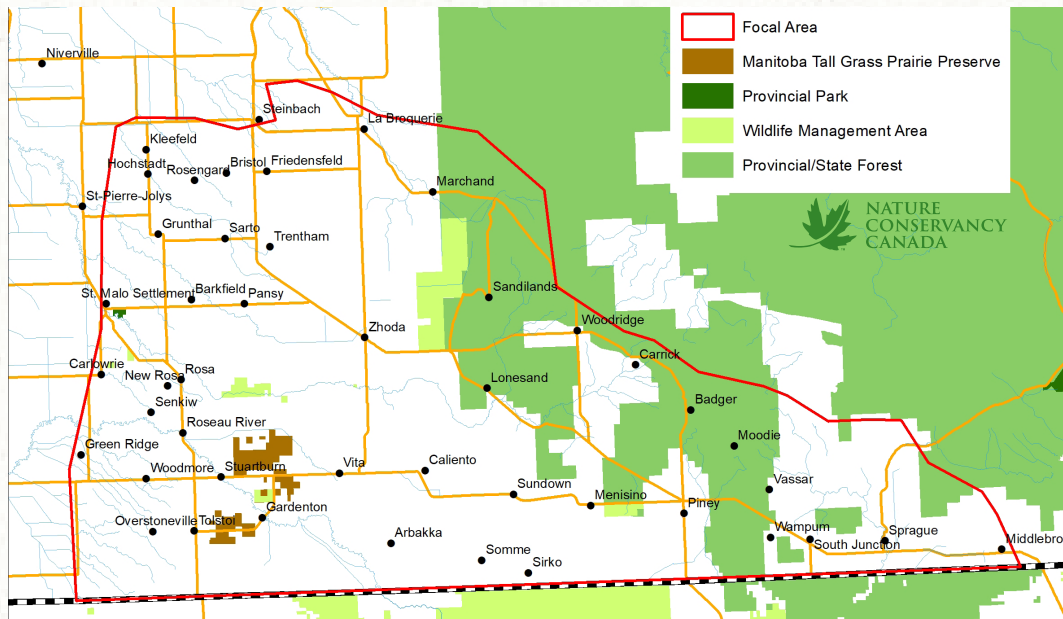 Focal Area
Manitoba Tall Grass Prairie Preserve
Provincial Park
Wildlife Management Area
Provincial/State Forest
NATURE
CONSERVANCY
CANADA
Niverville
Steinbach
La Broquerie
Kleefeld
Hochstadt
Rosengard
Bristol
Friedensfeld
Marchand
St-Pierre-Jolys
Grunthal
Sarto
Trentham
St. Malo Settlement
Barkfield
Pansy
Sandilands
Zhoda
Woodridge
Carrick
Carlowrie
New Rosa
Rosa
Lonesand
Senkiw
Badger
Roseau River
Moodie
Green Ridge
Woodmore
Stuartburn
Vita
Caliento
Vassar
Sundown
Menisino
Gardenton
Piney
Overstoneville
Tolstoi
Arbakka
Wampum
South Junction
Sprague
Middlebro
Somme
Sirko